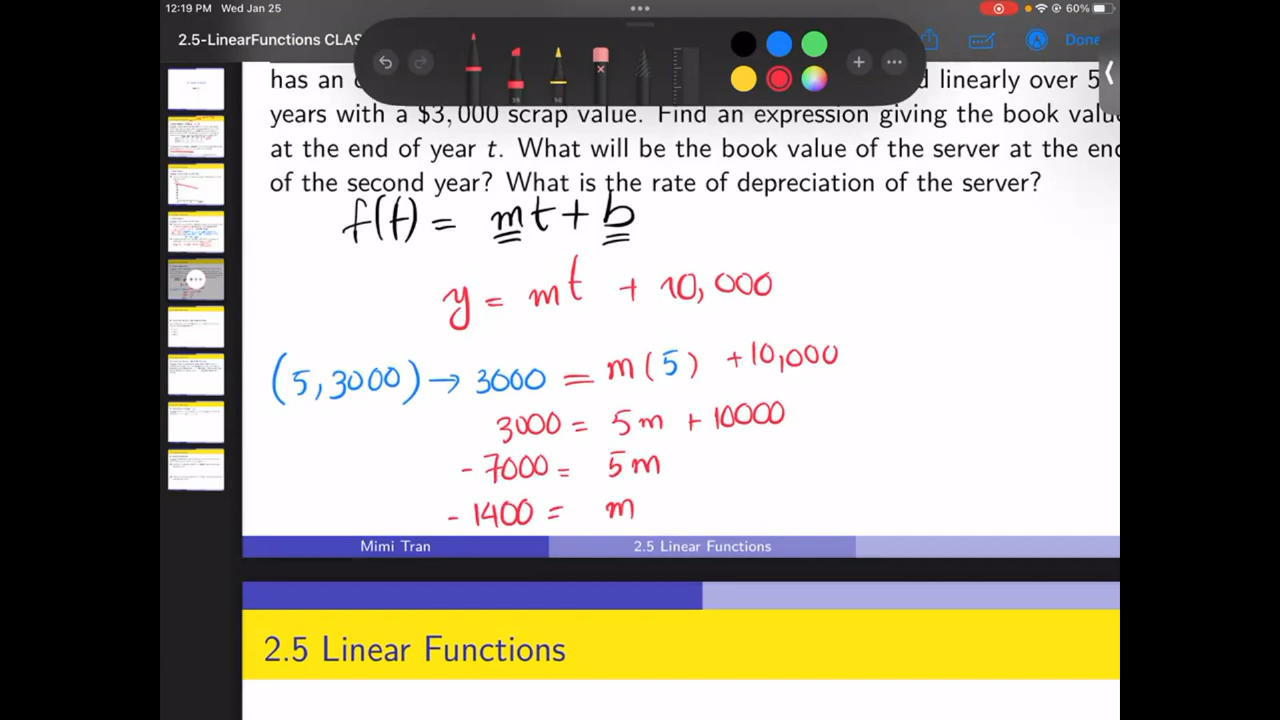 12:19 PM Wed Jan 25
60%
2.5-LinearFunctions CLAS
Done
has an
d linearly over 5
years with a $3,000 scrap value. Find an expression giving the book valu
at the end of year t. What will be the book value of the server at the en
of the second year? What is the rate of depreciation of the server?
f(t) = mt + b
y = mt + 10,000
(5, 3000) → 3000 = m(5) + 10,000
3000 = 5m + 10000
-7000 = 5m
-1400 = m
Mimi Tran
2.5 Linear Functions
2.5 Linear Functions